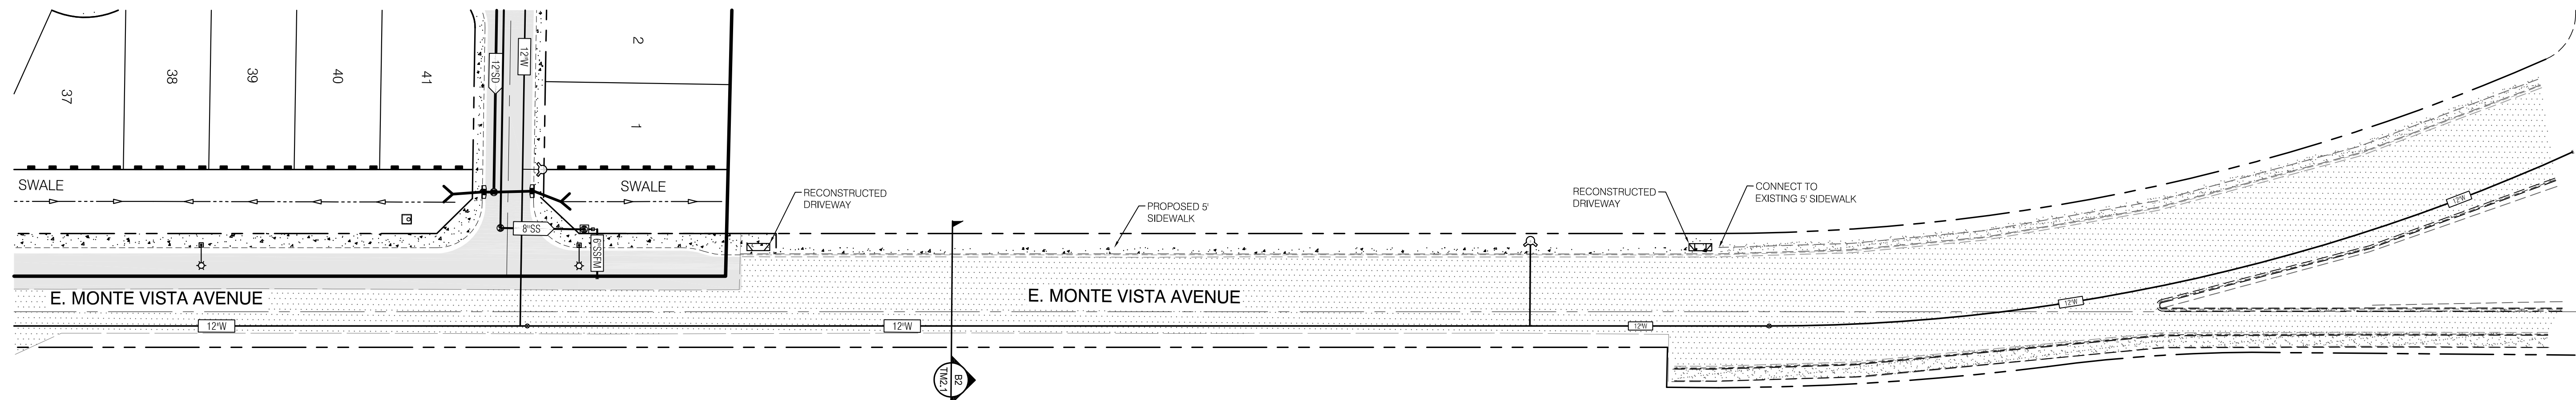 37
38
39
40
41
12"SD
12"W
2
1
SWALE
SWALE
8"SS
6"SSFM
RECONSTRUCTED
DRIVEWAY
PROPOSED 5'
SIDEWALK
RECONSTRUCTED
DRIVEWAY
CONNECT TO
EXISTING 5' SIDEWALK
12"W
12"W
E. MONTE VISTA AVENUE
E. MONTE VISTA AVENUE
12"W
12"W
12"W
B2
TM2.1